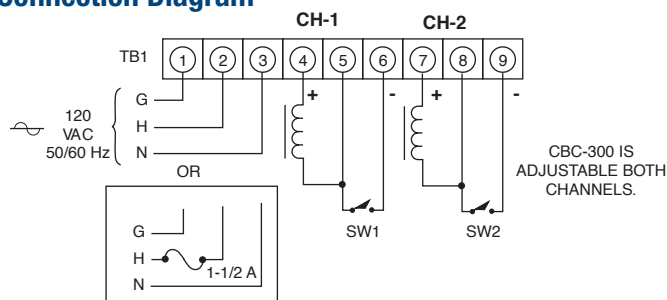 Connection Diagram
CH-1
CH-2
TB1
1
2
3
4
5
6
7
8
9
+
-
+
-
G
120
VAC
50/60 Hz
H
N
OR
CBC-300 IS
ADJUSTABLE BOTH
CHANNELS.
SW1
SW2
G
H
1-1/2 A
N